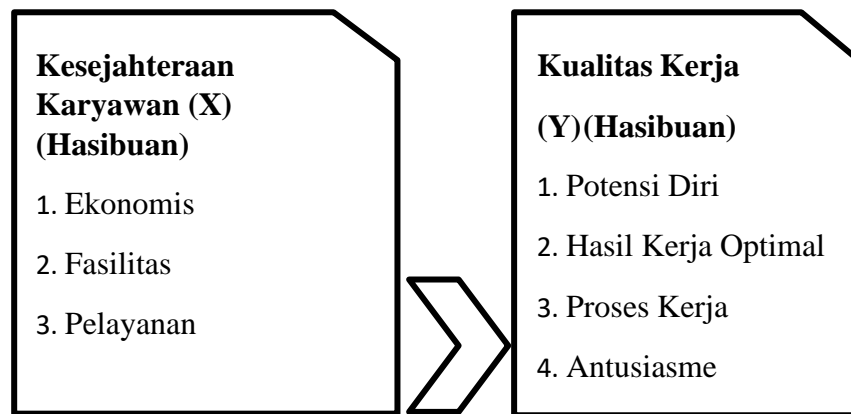 Kesejahteraan
Karyawan (X)
(Hasibuan)
1. Ekonomis
2. Fasilitas
3. Pelayanan
Kualitas Kerja
(Y)(Hasibuan)
1. Potensi Diri
2. Hasil Kerja Optimal
3. Proses Kerja
4. Antusiasme